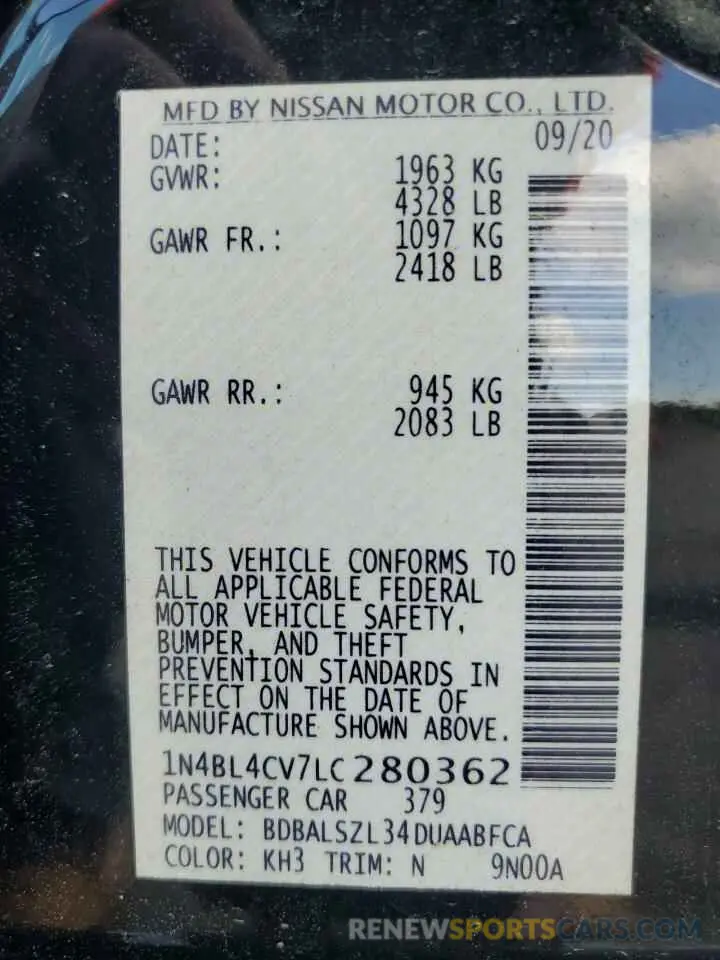 MFD BY NISSAN MOTOR CO., LTD.
DATE: 09/20
GVWR: 1963 KG
4328 LB
GAWR FR.: 1097 KG
2418 LB
GAWR RR.: 945 KG
2083 LB
THIS VEHICLE CONFORMS TO
ALL APPLICABLE FEDERAL
MOTOR VEHICLE SAFETY,
BUMPER, AND THEFT
PREVENTION STANDARDS IN
EFFECT ON THE DATE OF
MANUFACTURE SHOWN ABOVE.
1N4BL4CV7LC280362
PASSENGER CAR 379
MODEL: BDBALSZL34DUAABFCA
COLOR: KH3 TRIM: N 9N00A
RENEWSPORTSCARS.COM